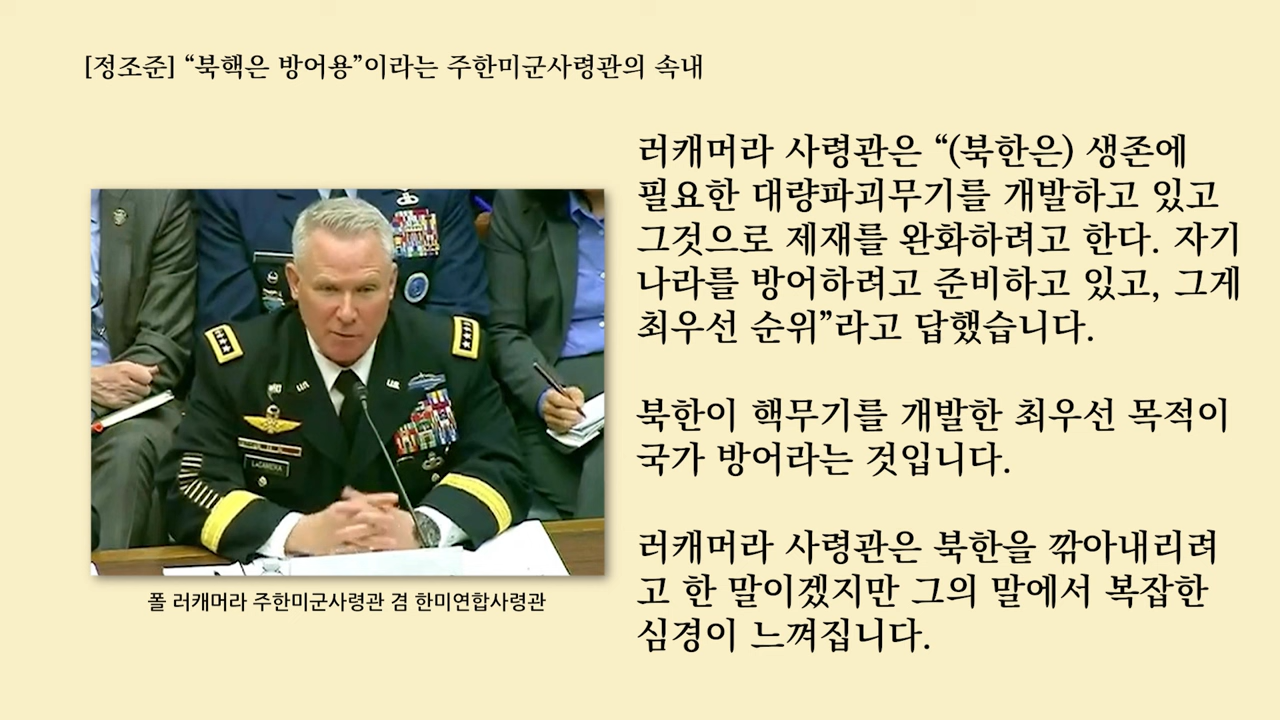 [정조준] “북핵은 방어용”이라는 주한미군사령관의 속내
러캐머라 사령관은 “(북한은) 생존에
필요한 대량파괴무기를 개발하고 있고
그것으로 제재를 완화하려고 한다. 자기
나라를 방어하려고 준비하고 있고, 그게
최우선 순위”라고 답했습니다.
북한이 핵무기를 개발한 최우선 목적이
국가 방어라는 것입니다.
러캐머라 사령관은 북한을 깎아내리려
고 한 말이겠지만 그의 말에서 복잡한
심경이 느껴집니다.
LaCAMERA
폴 러캐머라 주한미군사령관 겸 한미연합사령관